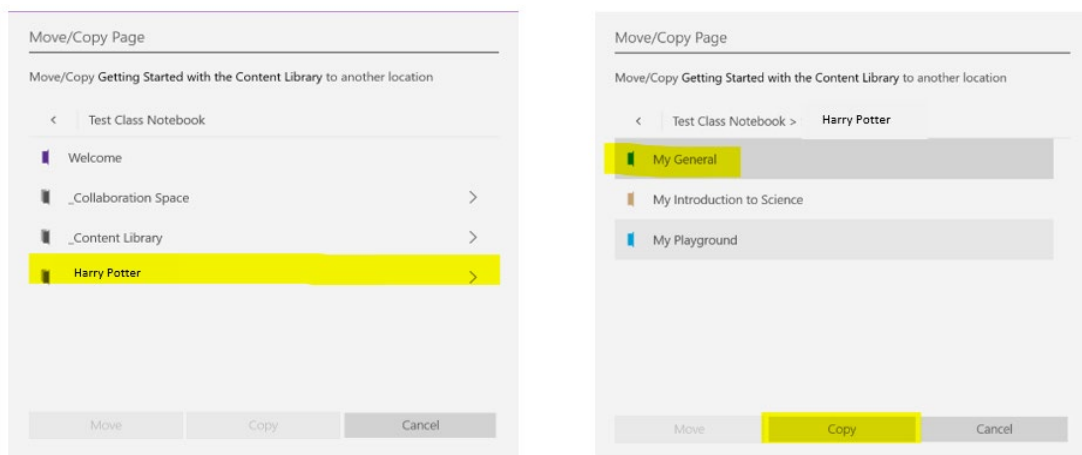 Move/Copy Page
Move/Copy Getting Started with the Content Library to another location
< Test Class Notebook
Welcome
_Collaboration Space >
_Content Library >
Harry Potter >
Move Copy Cancel
Move/Copy Page
Move/Copy Getting Started with the Content Library to another location
< Test Class Notebook > Harry Potter
My General
My Introduction to Science
My Playground
Move Copy Cancel